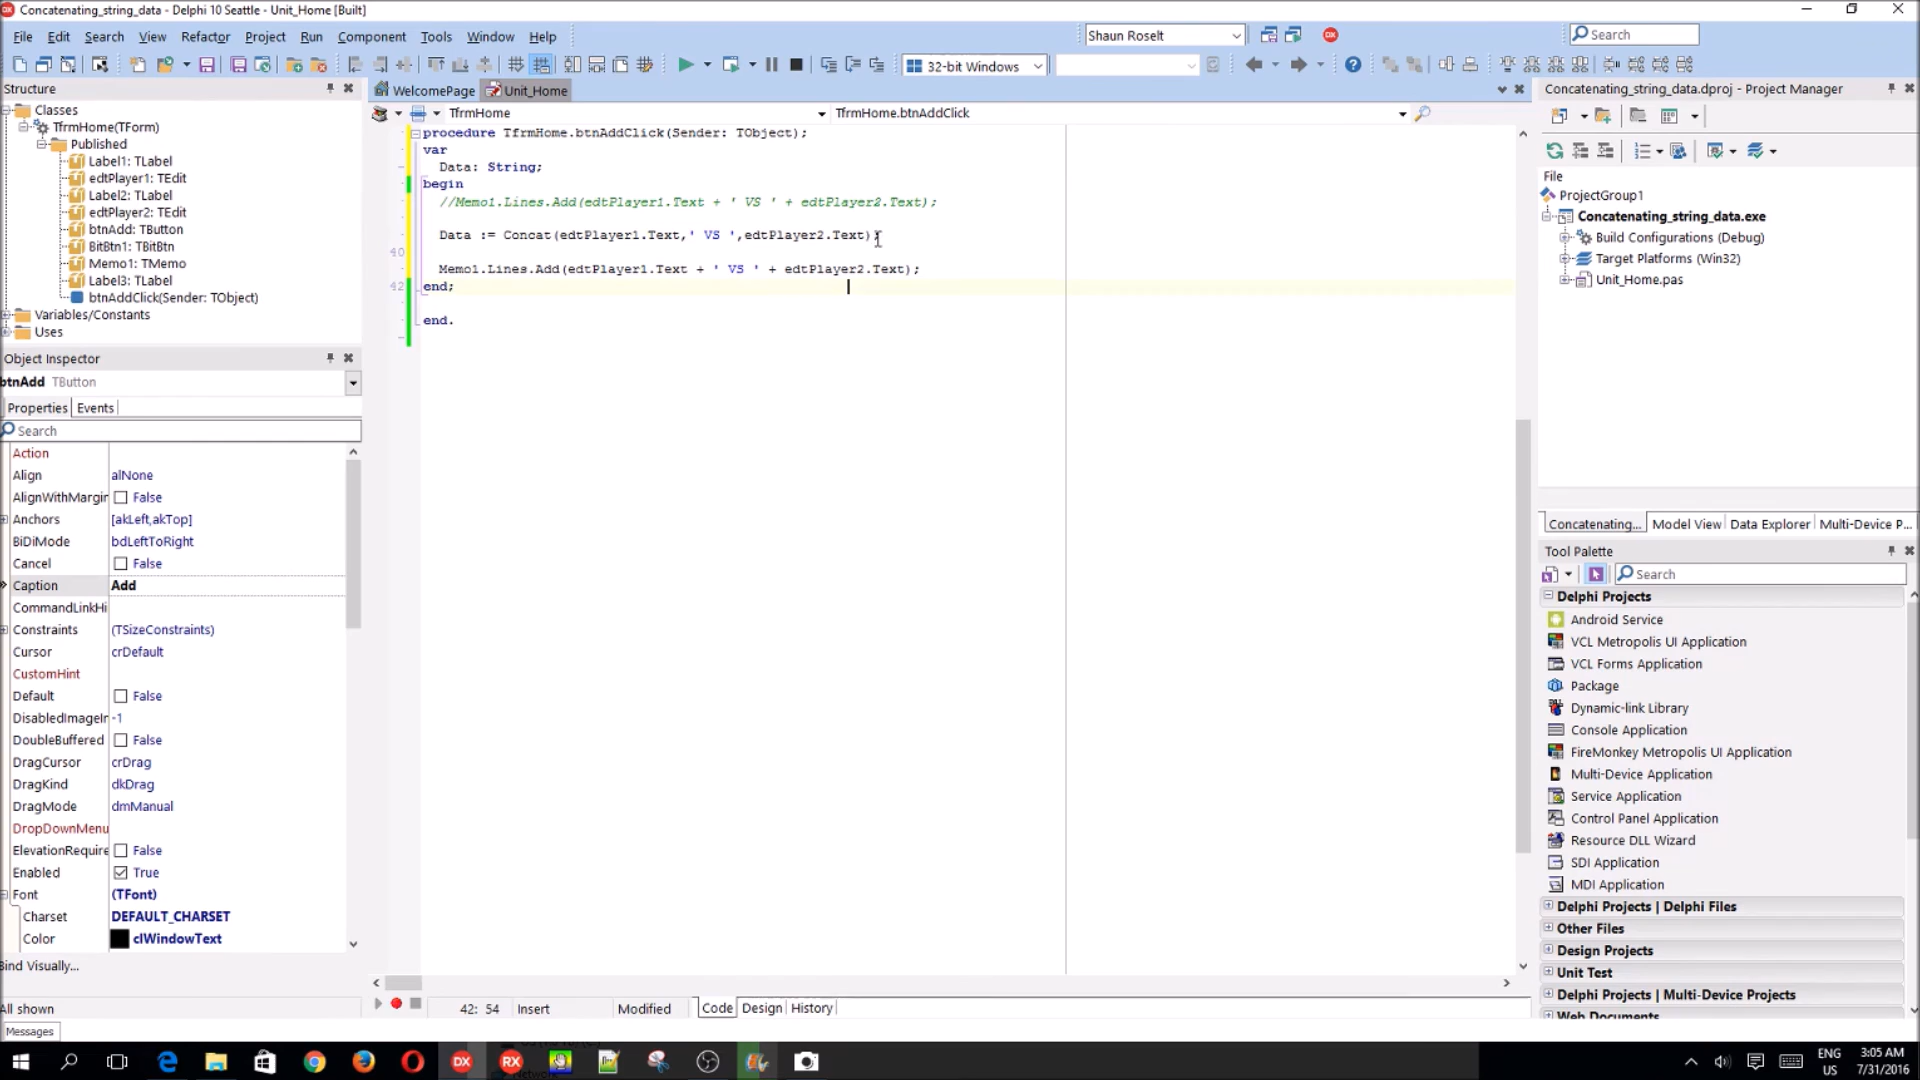 Concatenating_string_data - Delphi 10 Seattle - Unit_Home [Built]
File Edit Search View Refactor Project Run Component Tools Window Help
Shaun Roselt
Search
32-bit Windows
Structure
Classes
TfrmHome(TForm)
Published
Label1: TLabel
edtPlayer1: TEdit
Label2: TLabel
edtPlayer2: TEdit
btnAdd: TButton
BitBtn1: TBitBtn
Memo1: TMemo
Label3: TLabel
btnAddClick(Sender: TObject)
Variables/Constants
Uses
Object Inspector
btnAdd TButton
Properties Events
Search
Action
Align alNone
AlignWithMargir False
Anchors [akLeft,akTop]
BiDiMode bdLeftToRight
Cancel False
Caption Add
CommandLinkHi
Constraints (TSizeConstraints)
Cursor crDefault
CustomHint
Default False
DisabledImageIr -1
DoubleBuffered False
DragCursor crDrag
DragKind dkDrag
DragMode dmManual
DropDownMenu
ElevationRequire False
Enabled True
Font (TFont)
Charset DEFAULT_CHARSET
Color clWindowText
Bind Visually...
All shown
Messages
WelcomePage Unit_Home
TfrmHome TfrmHome.btnAddClick
procedure TfrmHome.btnAddClick(Sender: TObject);
var
Data: String;
begin
//Memo1.Lines.Add(edtPlayer1.Text + ' VS ' + edtPlayer2.Text);
Data := Concat(edtPlayer1.Text,' VS ',edtPlayer2.Text);
40
Memo1.Lines.Add(edtPlayer1.Text + ' VS ' + edtPlayer2.Text);
42 end;
end.
42: 54 Insert Modified Code Design History
Concatenating_string_data.dproj - Project Manager
File
ProjectGroup1
Concatenating_string_data.exe
Build Configurations (Debug)
Target Platforms (Win32)
Unit_Home.pas
Concatenating... Model View Data Explorer Multi-Device P...
Tool Palette
Search
Delphi Projects
Android Service
VCL Metropolis UI Application
VCL Forms Application
Package
Dynamic-link Library
Console Application
FireMonkey Metropolis UI Application
Multi-Device Application
Service Application
Control Panel Application
Resource DLL Wizard
SDI Application
MDI Application
Delphi Projects | Delphi Files
Other Files
Design Projects
Unit Test
Delphi Projects | Multi-Device Projects
Web Documents
DX RX
ENG
US
3:05 AM
7/31/2016